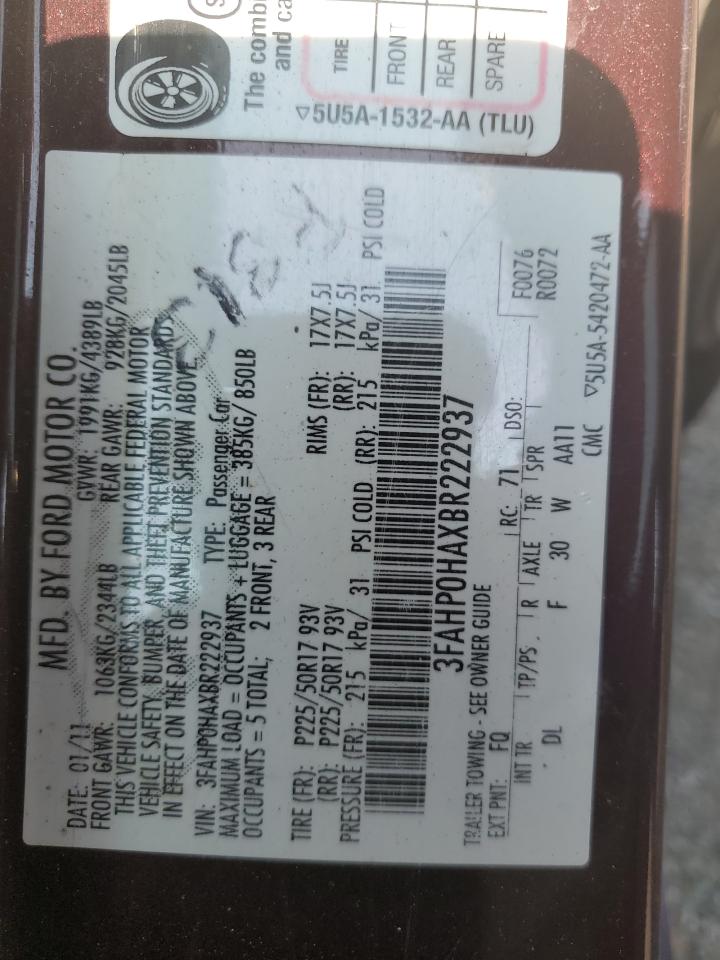 The combi
and ca
TIRE
FRONT
REAR
SPARE
▽5U5A-1532-AA (TLU)
MFD. BY FORD MOTOR CO.
DATE: 01/11 GVWR: 1991KG/4389LB
FRONT GAWR: 1063KG/2344LB REAR GAWR: 928KG/2045LB
THIS VEHICLE CONFORMS TO ALL APPLICABLE FEDERAL MOTOR
VEHICLE SAFETY, BUMPER, AND THEFT PREVENTION STANDARDS
IN EFFECT ON THE DATE OF MANUFACTURE SHOWN ABOVE
VIN: 3FAHP0HAXBR222937 TYPE: Passenger Car
MAXIMUM LOAD = OCCUPANTS + LUGGAGE = 385KG/ 850LB
OCCUPANTS = 5 TOTAL; 2 FRONT, 3 REAR
TIRE (FR): P225/50R17 93V RIMS (FR): 17X7.5J
(RR): P225/50R17 93V (RR): 17X7.5J
PRESSURE (FR): 215 kPa/ 31 PSI COLD (RR): 215 kPa/ 31 PSI COLD
3FAHP0HAXBR222937
TRAILER TOWING - SEE OWNER GUIDE
EXT PNT: FQ RC: 71 DSO: F0076
R0072
INT TR TP/PS R AXLE TR SPR
DL F 30 W AA11
CMC ▽5U5A-5420472-AA